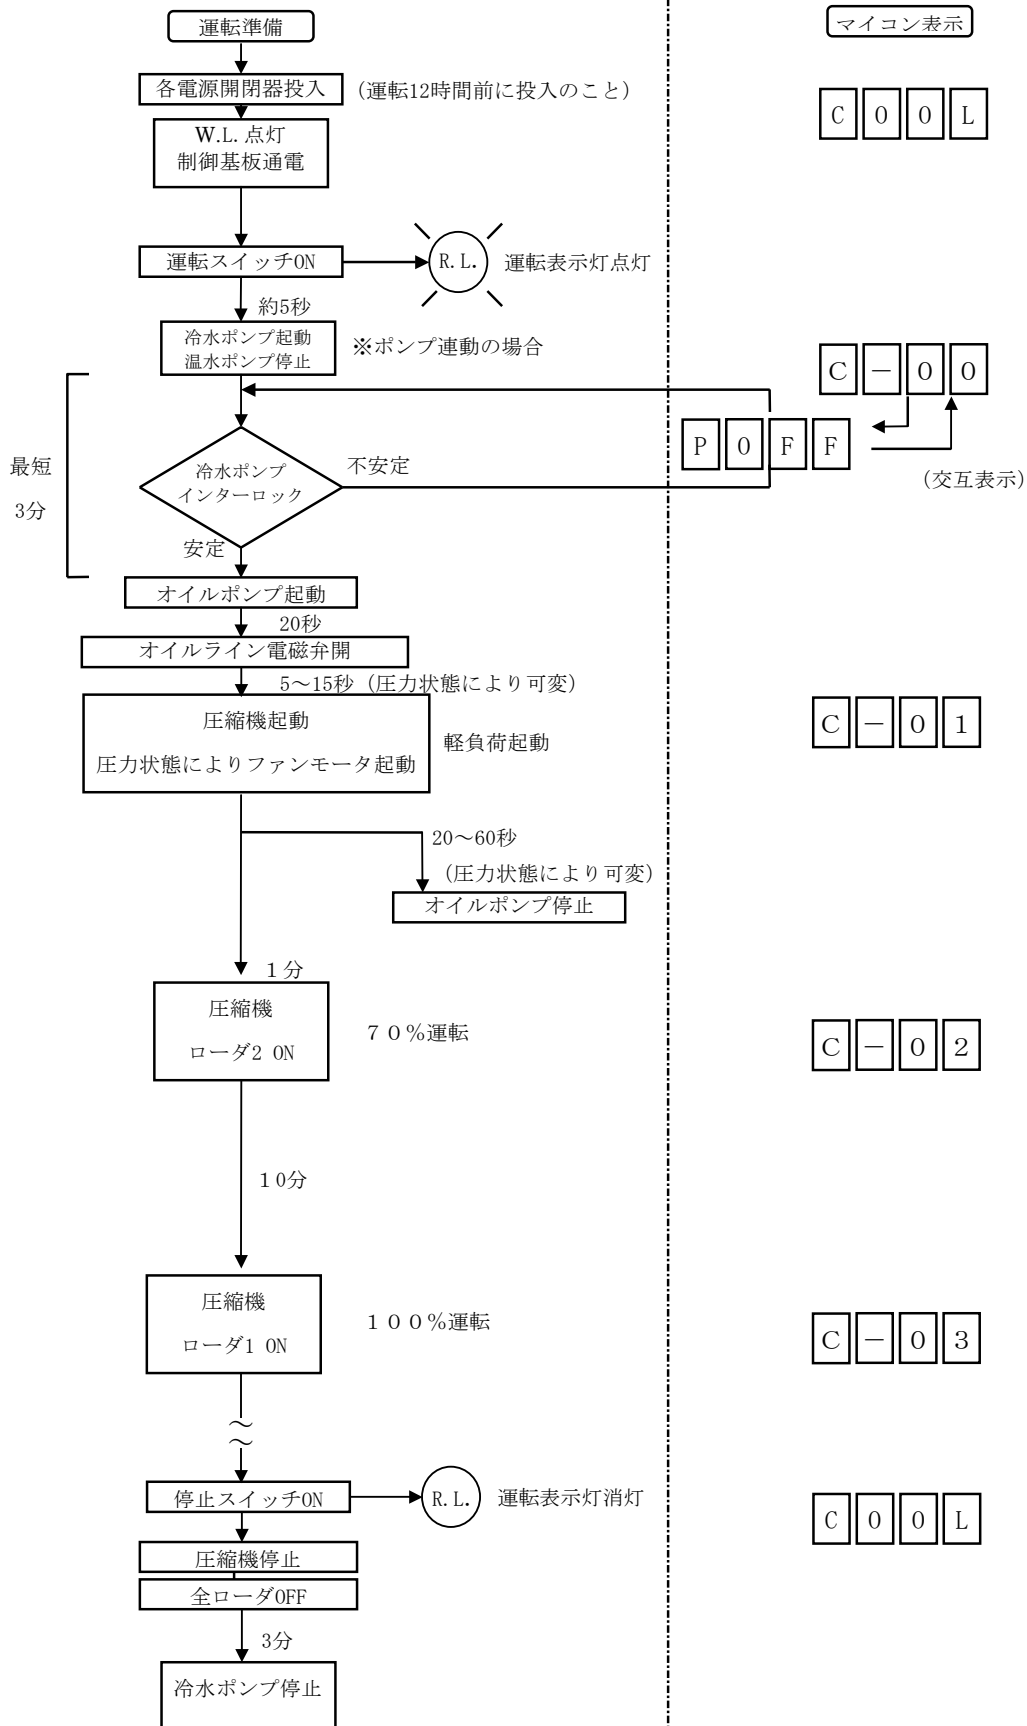 運転準備
マイコン表示
各電源開閉器投入
(運転12時間前に投入のこと)
C 0 0 L
W.L.点灯
制御基板通電
運転スイッチON
R.L.
運転表示灯点灯
約5秒
冷水ポンプ起動
温水ポンプ停止
※ポンプ連動の場合
C － 0 0
P 0 F F
(交互表示)
最短
3分
冷水ポンプ
インターロック
不安定
安定
オイルポンプ起動
20秒
オイルライン電磁弁開
5～15秒 (圧力状態により可変)
圧縮機起動
圧力状態によりファンモータ起動
軽負荷起動
C － 0 1
20～60秒
(圧力状態により可変)
オイルポンプ停止
１分
圧縮機
ローダ2 ON
７０％運転
C － 0 2
１0分
圧縮機
ローダ1 ON
１００％運転
C － 0 3
停止スイッチON
R.L.
運転表示灯消灯
C 0 0 L
圧縮機停止
全ローダOFF
3分
冷水ポンプ停止